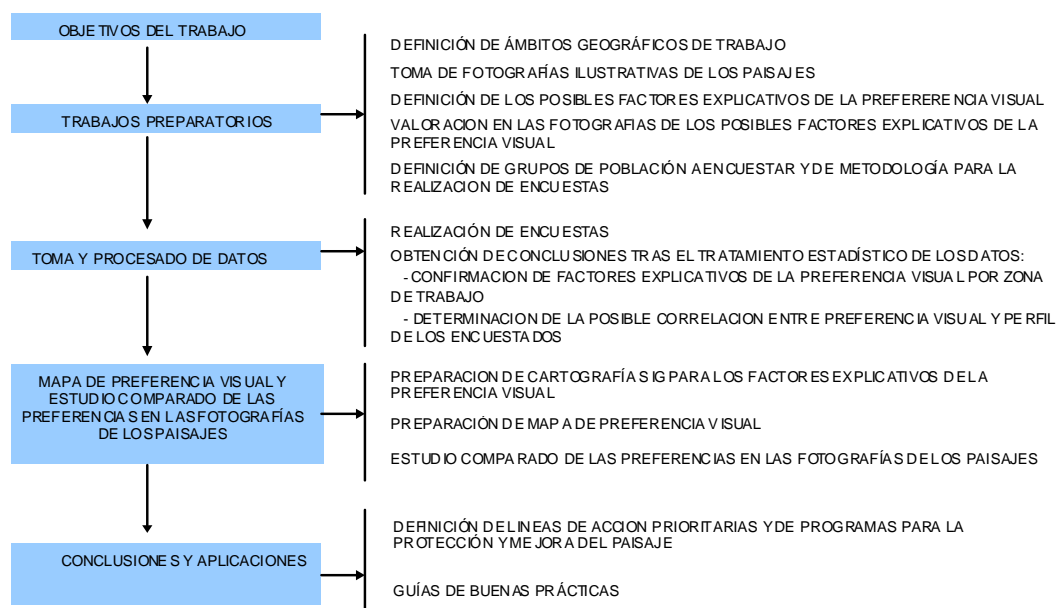 OBJETIVOS DEL TRABAJO
DEFINICIÓN DE ÁMBITOS GEOGRÁFICOS DE TRABAJO
TOMA DE FOTOGRAFÍAS ILUSTRATIVAS DE LOS PAISAJES
TRABAJOS PREPARATORIOS
DEFINICIÓN DE LOS POSIBLES FACTORES EXPLICATIVOS DE LA PREFERERENCIA VISUAL
VALORACION EN LAS FOTOGRAFIAS DE LOS POSIBLES FACTORES EXPLICATIVOS DE LA
PREFERENCIA VISUAL
DEFINICIÓN DE GRUPOS DE POBLACIÓN A ENCUESTAR Y DE METODOLOGÍA PARA LA
REALIZACION DE ENCUESTAS
TOMA Y PROCESADO DE DATOS
REALIZACIÓN DE ENCUESTAS
OBTENCIÓN DE CONCLUSIONES TRAS EL TRATAMIENTO ESTADÍSTICO DE LOS DATOS:
- CONFIRMACION DE FACTORES EXPLICATIVOS DE LA PREFERENCIA VISUAL POR ZONA
DE TRABAJO
- DETERMINACION DE LA POSIBLE CORRELACION ENTRE PREFERENCIA VISUAL Y PERFIL
DE LOS ENCUESTADOS
MAPA DE PREFERENCIA VISUAL Y
ESTUDIO COMPARADO DE LAS
PREFERENCIAS EN LAS FOTOGRAFÍAS
DE LOS PAISAJES
PREPARACION DE CARTOGRAFÍA SIG PARA LOS FACTORES EXPLICATIVOS DE LA
PREFERENCIA VISUAL
PREPARACIÓN DE MAPA DE PREFERENCIA VISUAL
ESTUDIO COMPARADO DE LAS PREFERENCIAS EN LAS FOTOGRAFÍAS DE LOS PAISAJES
CONCLUSIONES Y APLICACIONES
DEFINICIÓN DE LINEAS DE ACCION PRIORITARIAS Y DE PROGRAMAS PARA LA
PROTECCIÓN Y MEJORA DEL PAISAJE
GUÍAS DE BUENAS PRÁCTICAS